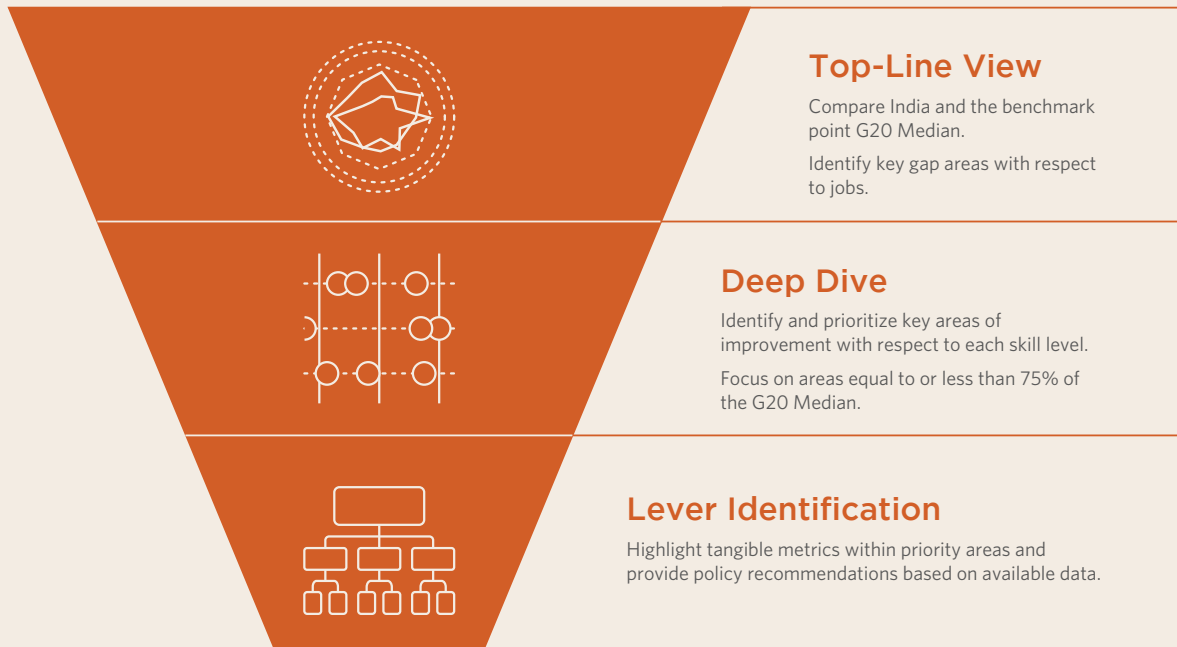 Top-Line View
Compare India and the benchmark
point G20 Median.
Identify key gap areas with respect
to jobs.
Deep Dive
Identify and prioritize key areas of
improvement with respect to each skill level.
Focus on areas equal to or less than 75% of
the G20 Median.
Lever Identification
Highlight tangible metrics within priority areas and
provide policy recommendations based on available data.